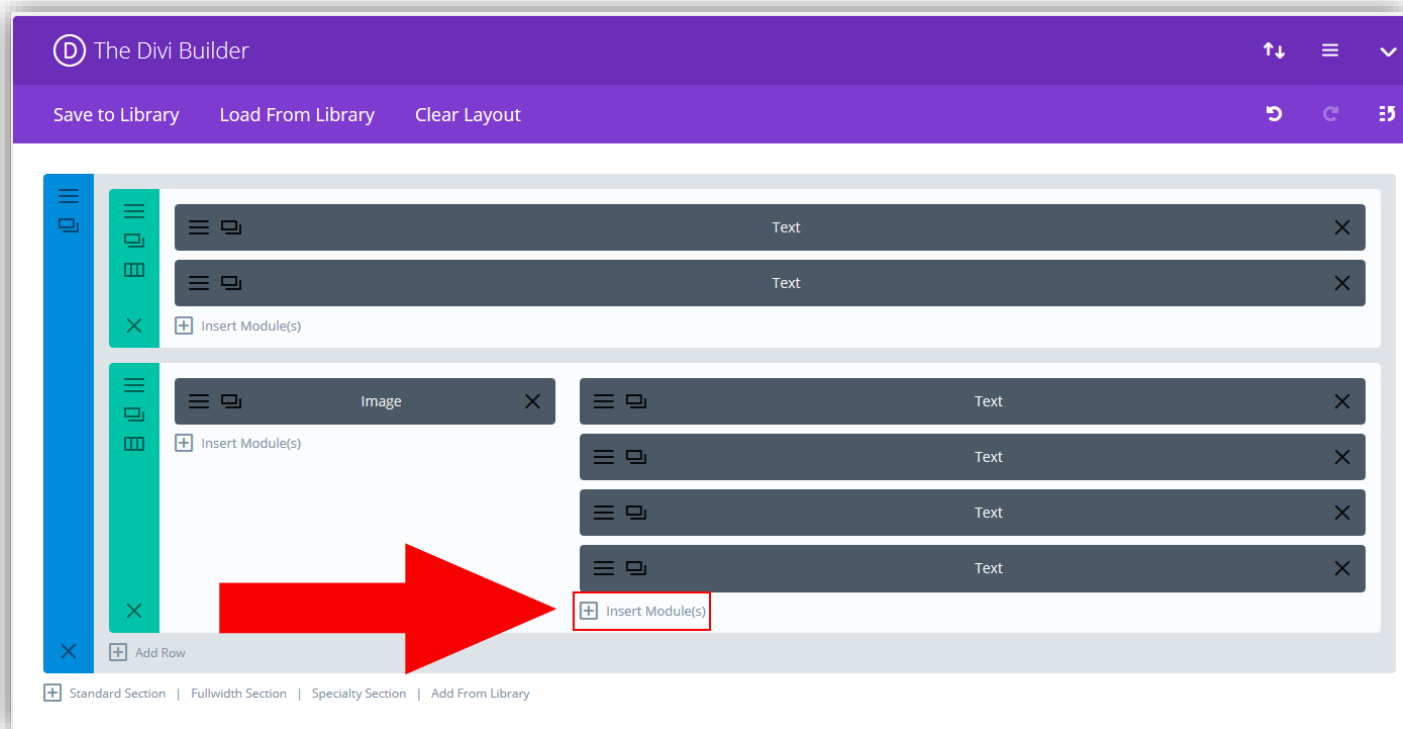 D The Divi Builder
Save to Library Load From Library Clear Layout
Text
Text
Insert Module(s)
Image Text
Insert Module(s) Text
Text
Text
Insert Module(s)
Add Row
Standard Section | Fullwidth Section | Specialty Section | Add From Library